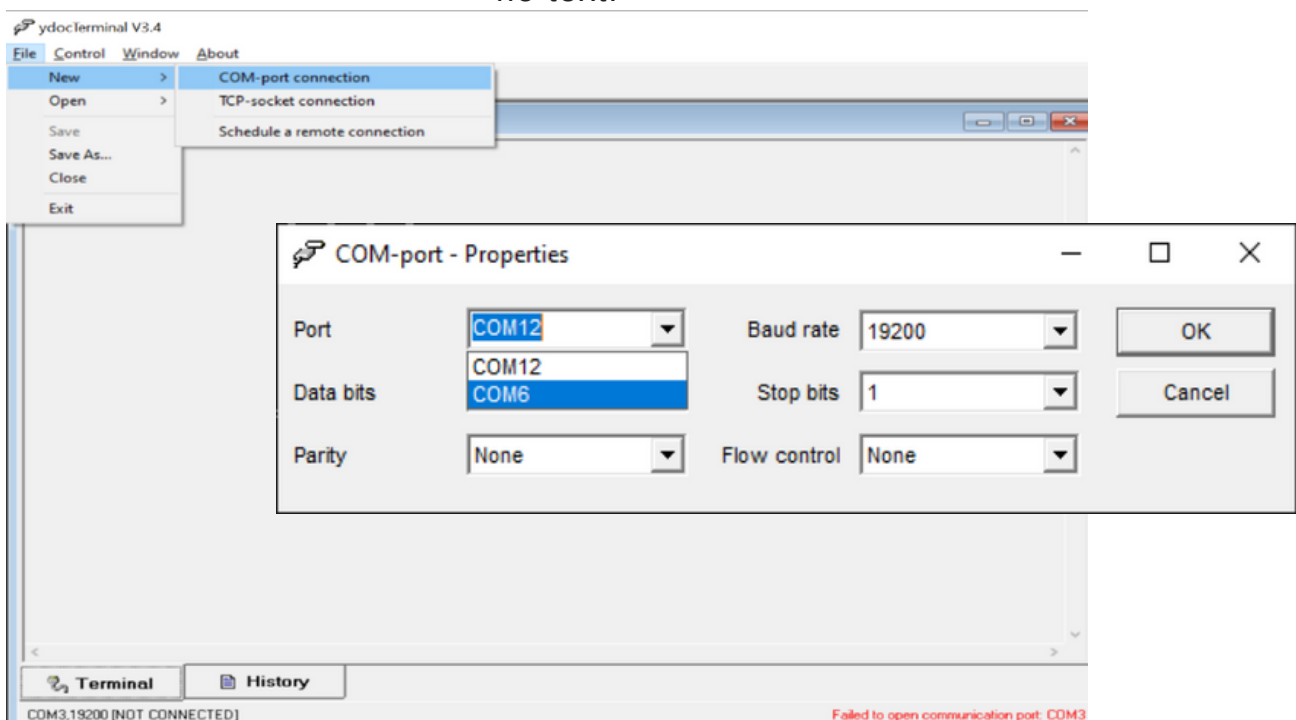 no text.
ydocTerminal V3.4
File Control Window About
New >
Open >
Save
Save As...
Close
Exit
COM-port connection
TCP-socket connection
Schedule a remote connection
COM-port - Properties
Port COM12 Baud rate 19200 OK
COM12
COM6
Data bits Stop bits 1 Cancel
Parity None Flow control None
Terminal History
COM3,19200 [NOT CONNECTED] Failed to open communication port: COM3